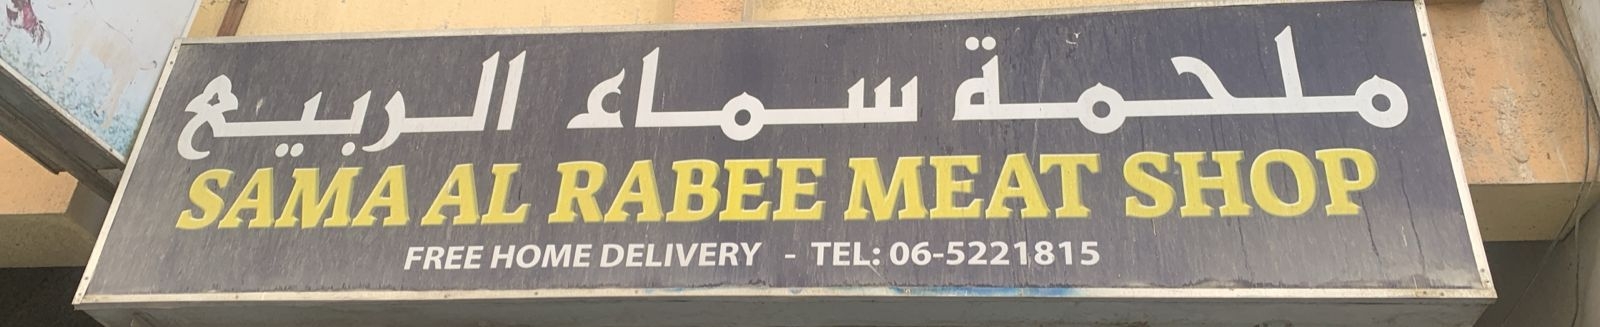 ملحمة سماء الربيع
SAMA AL RABEE MEAT SHOP
FREE HOME DELIVERY - TEL: 06-5221815